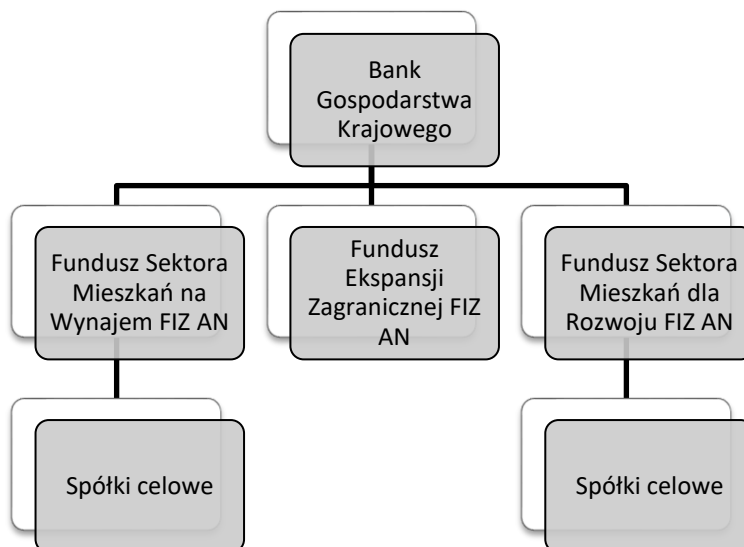 Bank
Gospodarstwa
Krajowego
Fundusz Sektora
Mieszkań na
Wynajem FIZ AN
Fundusz
Ekspansji
Zagranicznej FIZ
AN
Fundusz Sektora
Mieszkań dla
Rozwoju FIZ AN
Spółki celowe
Spółki celowe